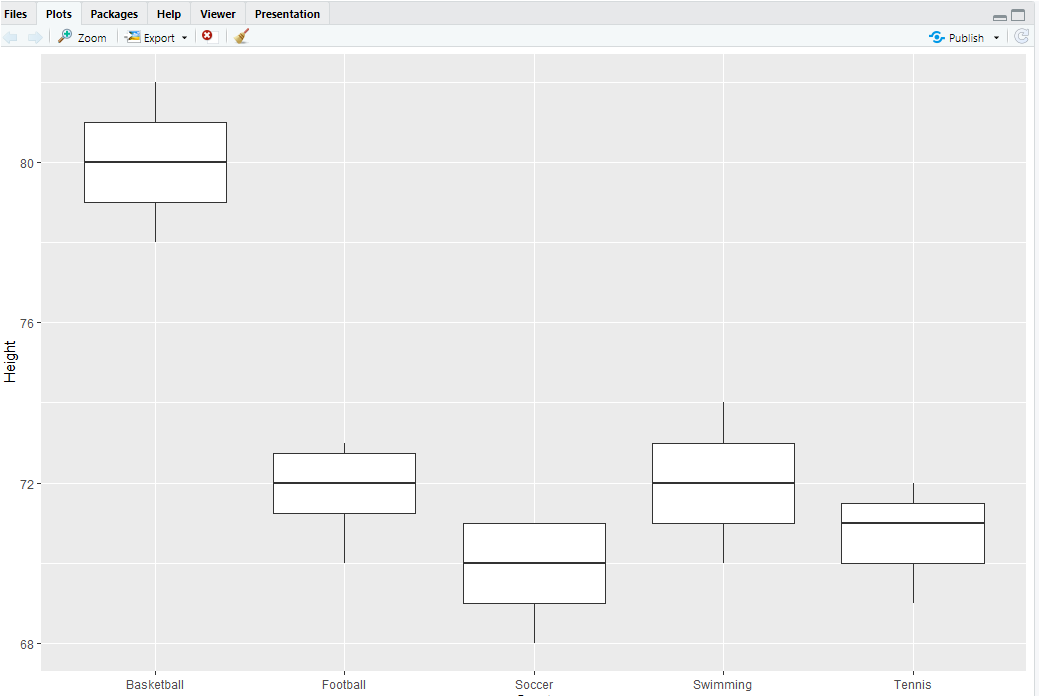 Files Plots Packages Help Viewer Presentation
Zoom Export Publish
80
76
72
68
Height
Basketball Football Soccer Swimming Tennis